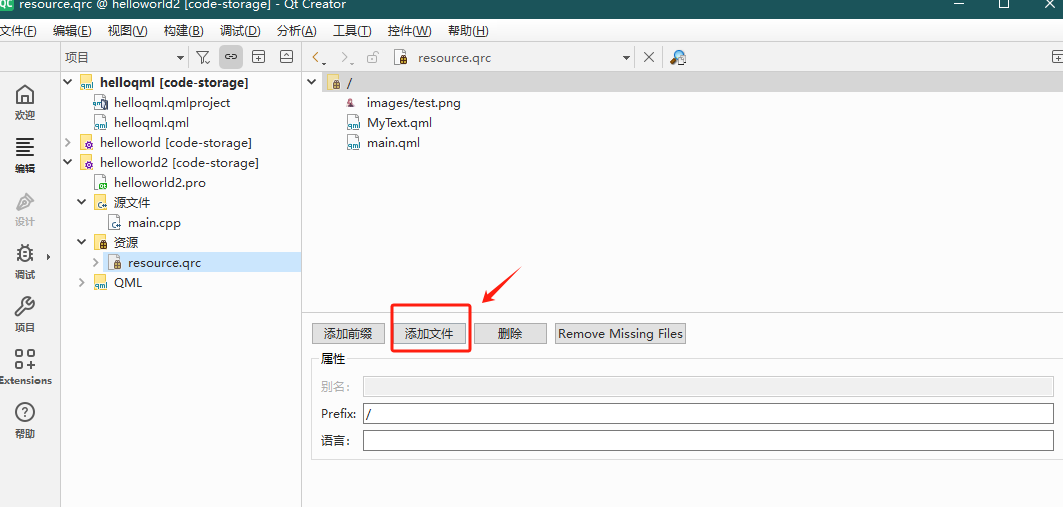 resource.qrc @ helloworld2 [code-storage] - Qt Creator
文件(F) 编辑(E) 视图(V) 构建(B) 调试(D) 分析(A) 工具(T) 控件(W) 帮助(H)
项目
resource.qrc
欢迎
编辑
设计
调试
项目
Extensions
帮助
helloqml [code-storage]
helloqml.qmlproject
helloqml.qml
helloworld [code-storage]
helloworld2 [code-storage]
helloworld2.pro
源文件
main.cpp
资源
resource.qrc
QML
/
images/test.png
MyText.qml
main.qml
添加前缀 添加文件 删除 Remove Missing Files
属性
别名:
Prefix: /
语言: